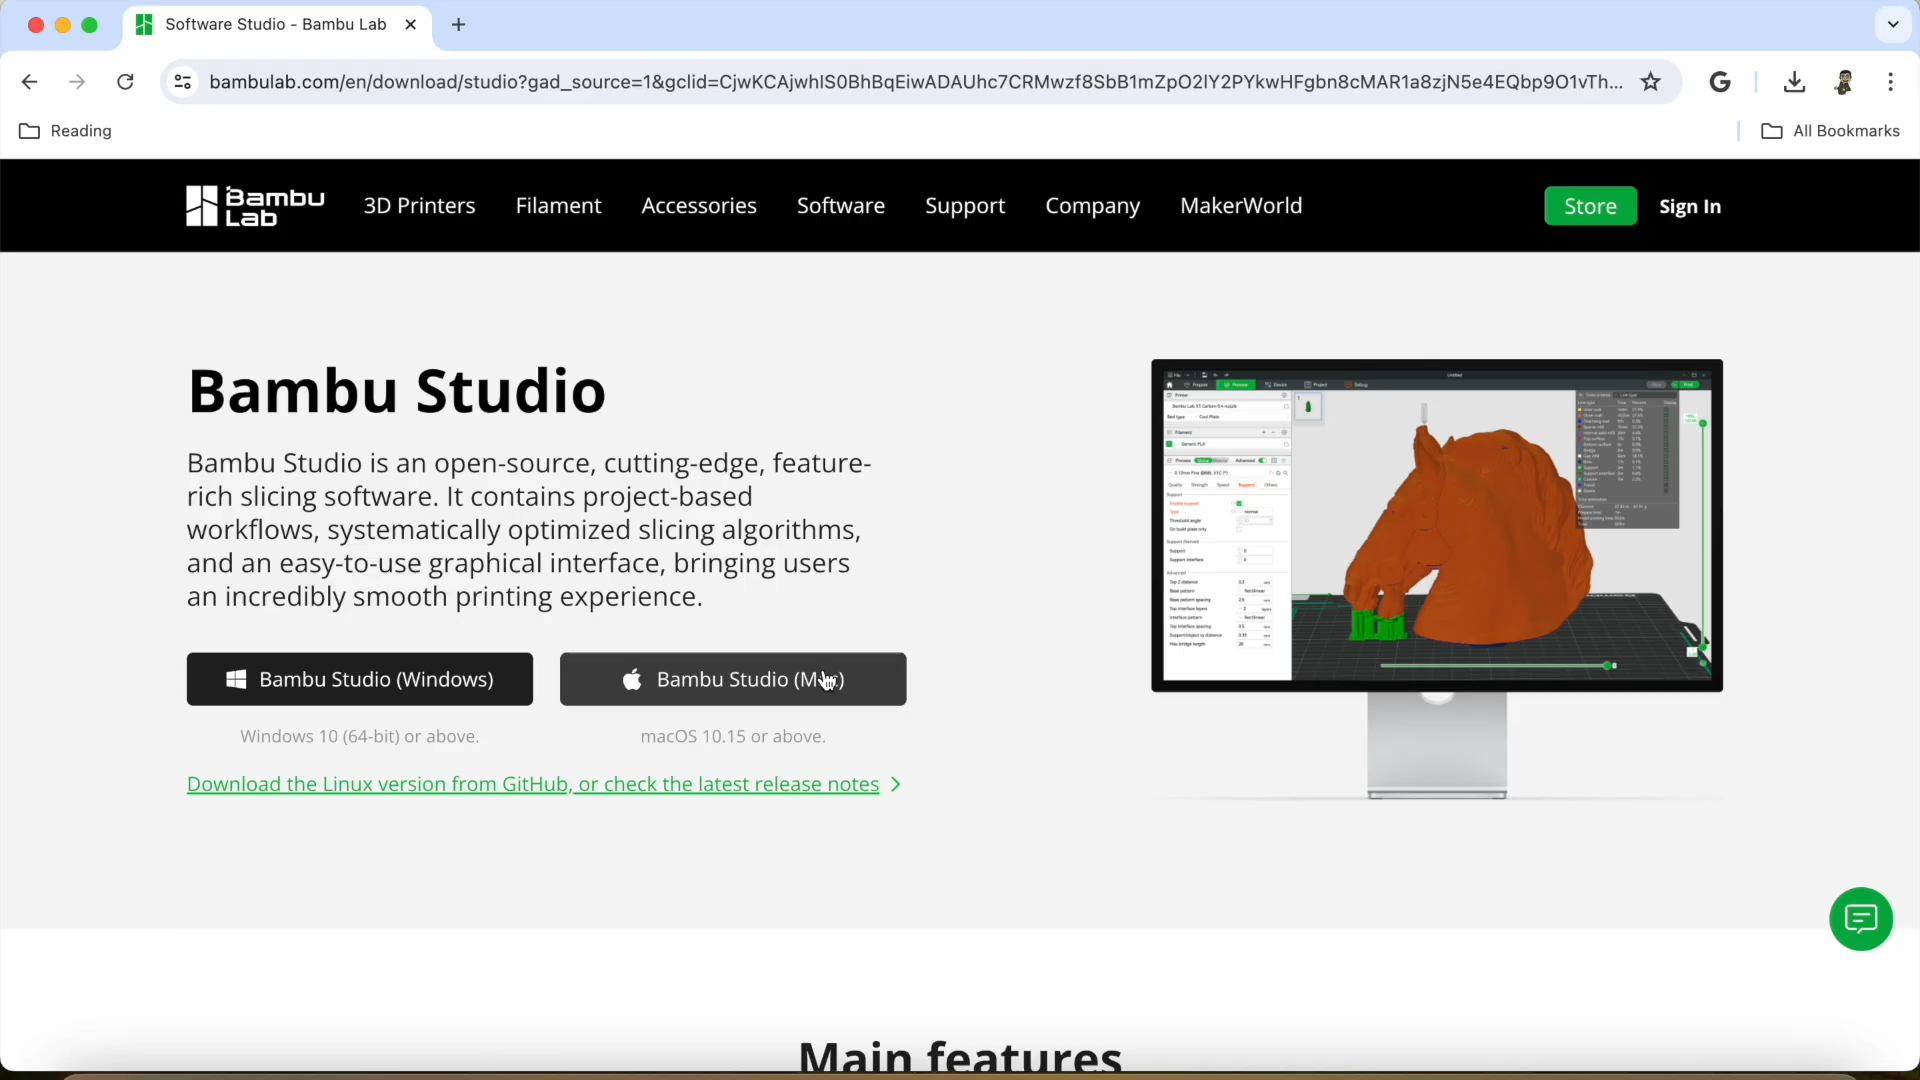 Software Studio - Bambu Lab
bambulab.com/en/download/studio?gad_source=1&gclid=CjwKCAjwhlS0BhBqEiwADAUhc7CRMwzf8SbB1mZpO2IY2PYkwHFgbn8cMAR1a8zjN5e4EQbp9O1vTh...
Reading
All Bookmarks
Bambu Lab
3D Printers
Filament
Accessories
Software
Support
Company
MakerWorld
Store
Sign In
Bambu Studio
Bambu Studio is an open-source, cutting-edge, feature-
rich slicing software. It contains project-based
workflows, systematically optimized slicing algorithms,
and an easy-to-use graphical interface, bringing users
an incredibly smooth printing experience.
Bambu Studio (Windows)
Bambu Studio (Mac)
Windows 10 (64-bit) or above.
macOS 10.15 or above.
Download the Linux version from GitHub, or check the latest release notes
Main features